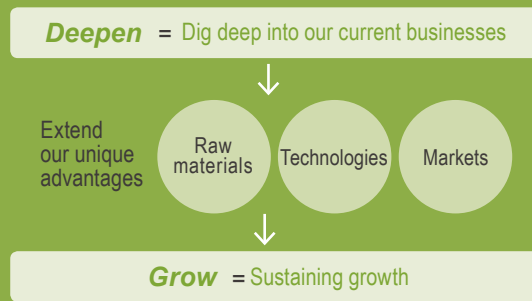 Deepen = Dig deep into our current businesses
Extend
our unique
advantages
Raw
materials
Technologies
Markets
Grow = Sustaining growth